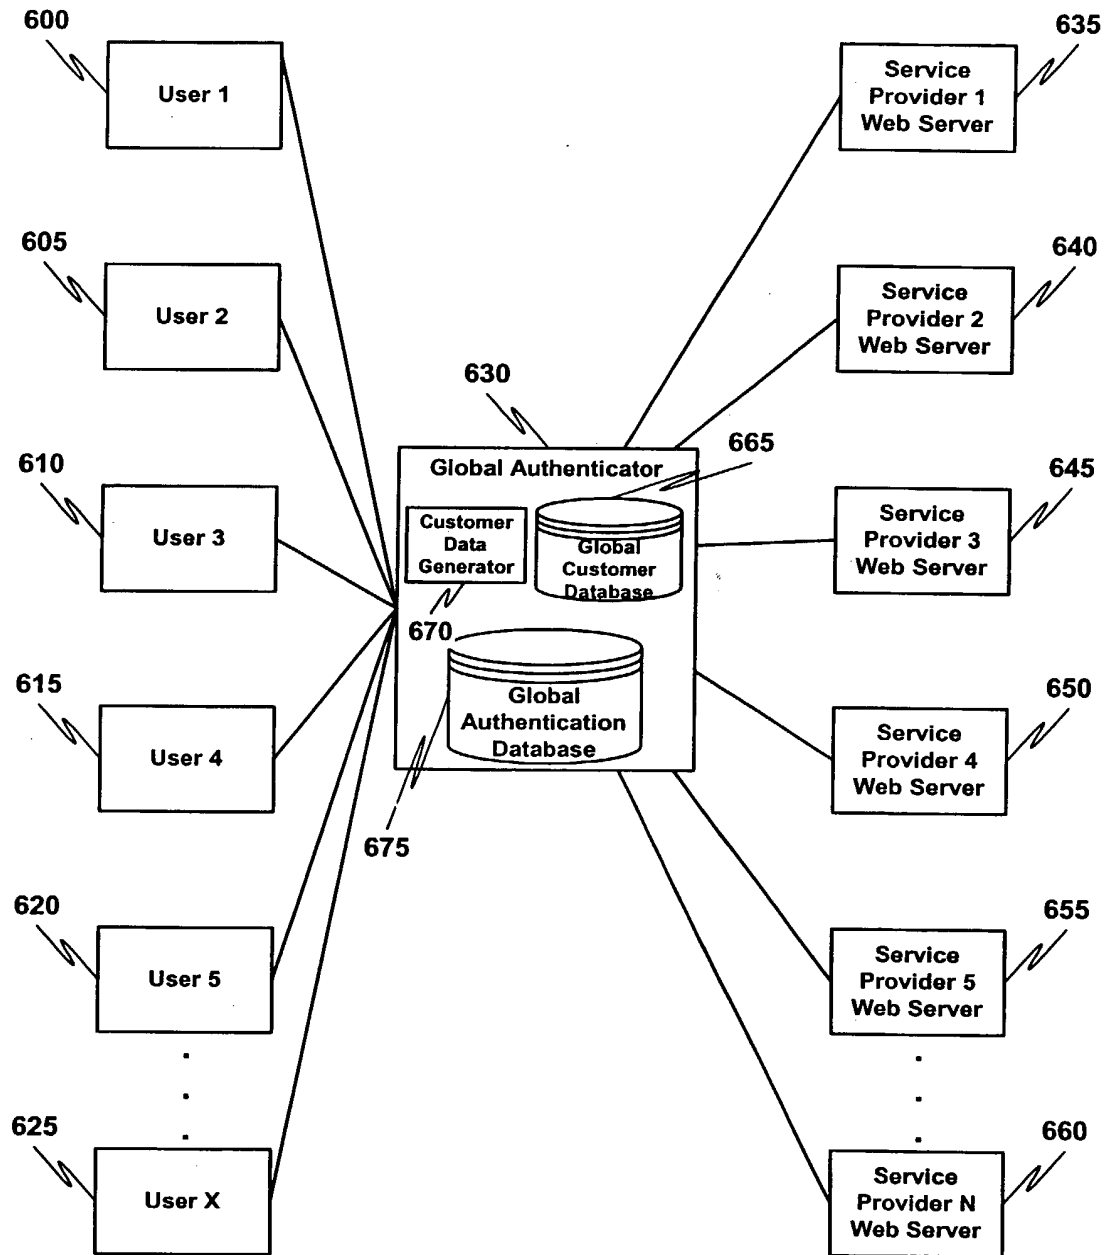 600
User 1
635
Service
Provider 1
Web Server
605
User 2
640
Service
Provider 2
Web Server
630
665
Global Authenticator
Customer
Data
Generator
670
Global
Customer
Database
675
Global
Authentication
Database
610
User 3
645
Service
Provider 3
Web Server
615
User 4
650
Service
Provider 4
Web Server
620
User 5
655
Service
Provider 5
Web Server
625
User X
660
Service
Provider N
Web Server